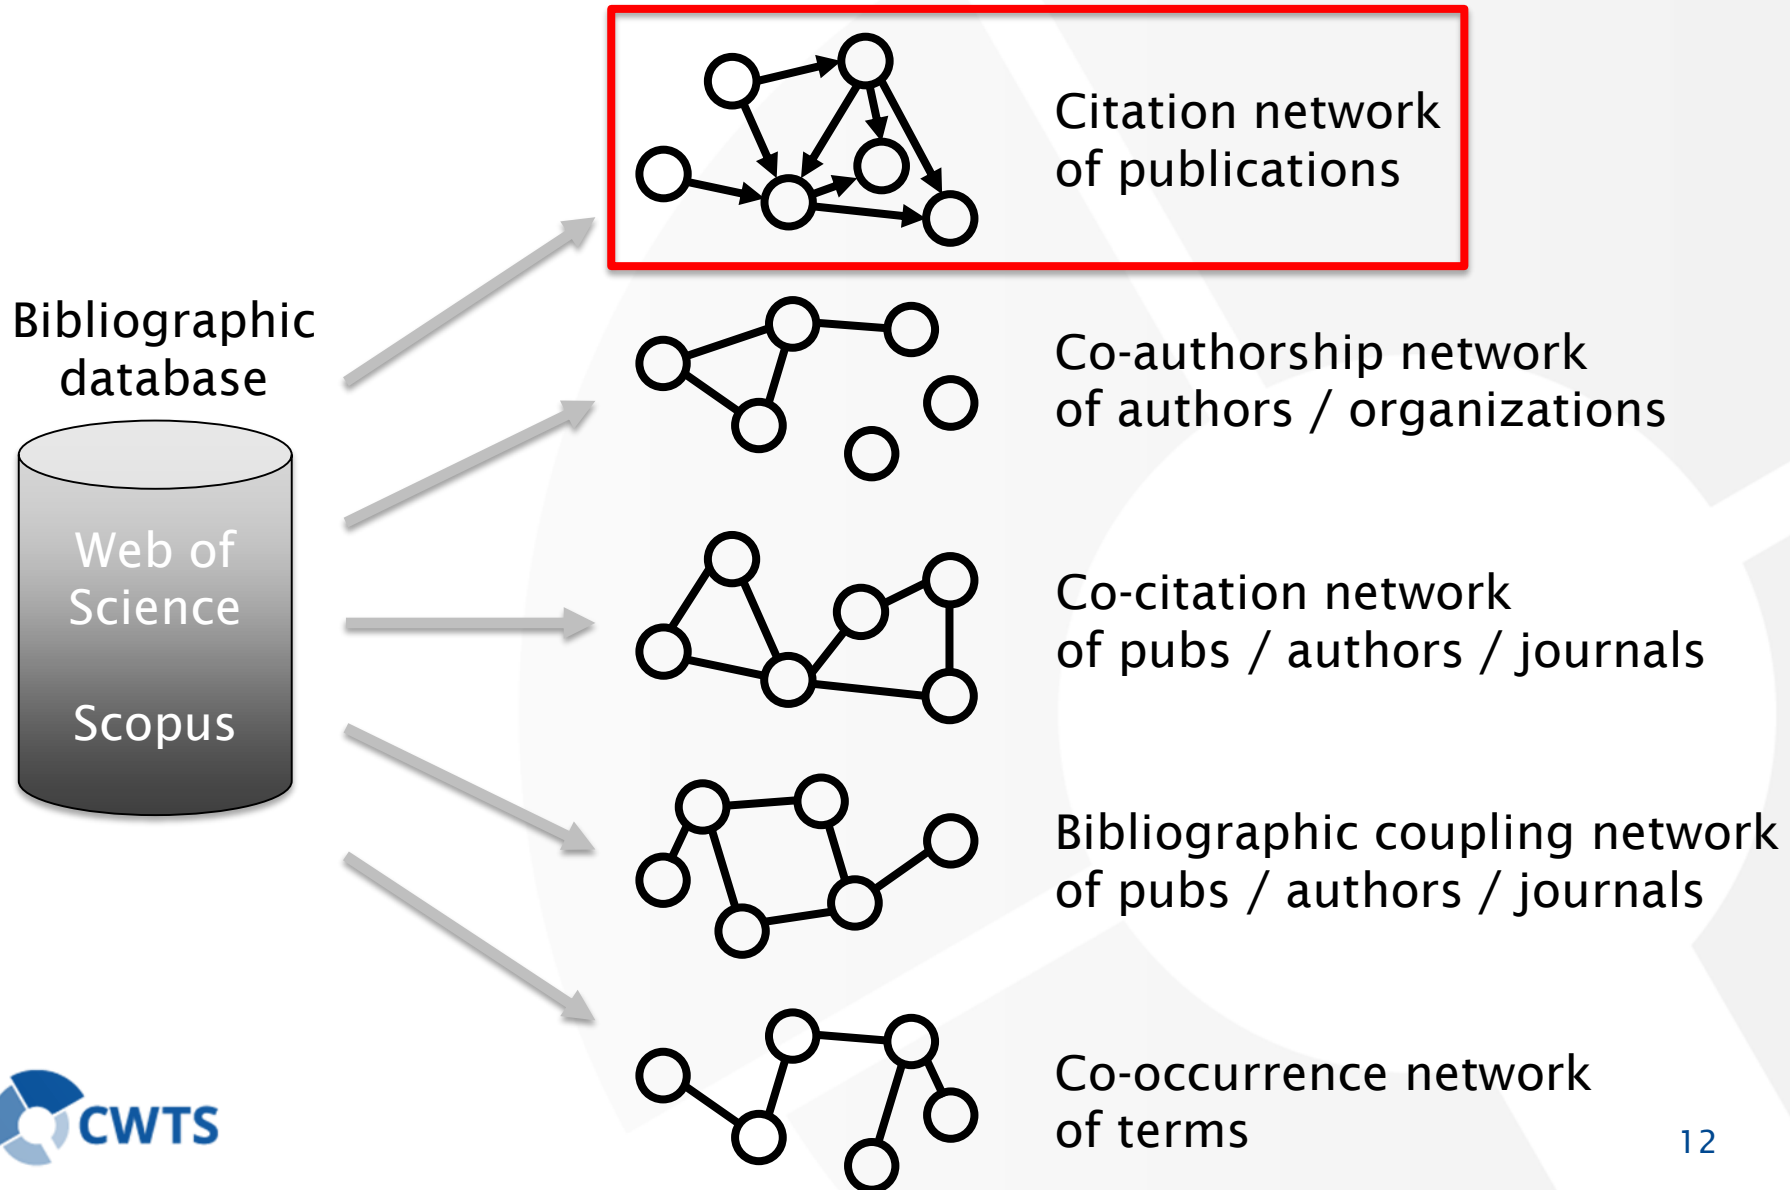 Citation network
of publications
Bibliographic
database
Web of
Science
Scopus
Co-authorship network
of authors / organizations
Co-citation network
of pubs / authors / journals
Bibliographic coupling network
of pubs / authors / journals
Co-occurrence network
of terms
CWTS
12